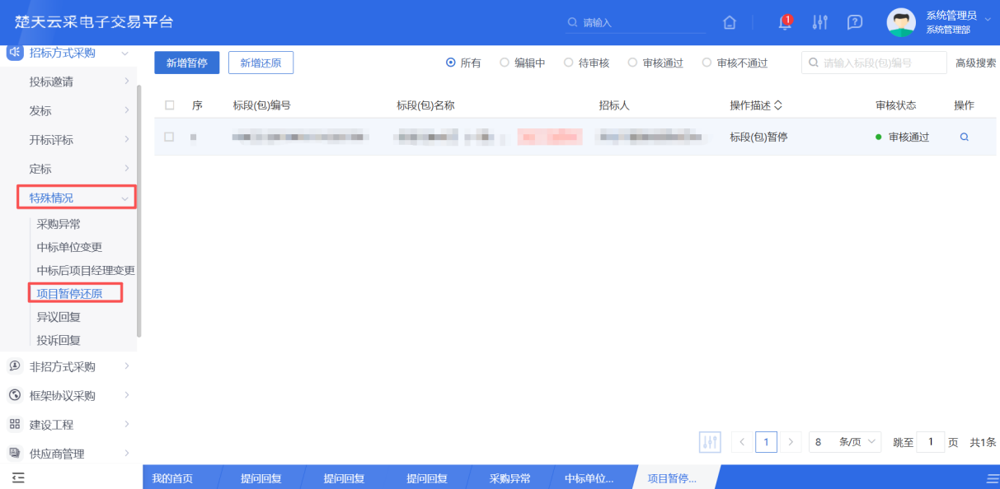 楚天云采电子交易平台
请输入
1
系统管理员
系统管理部
招标方式采购
投标邀请
发标
开标评标
定标
特殊情况
采购异常
中标单位变更
中标后项目经理变更
项目暂停还原
异议回复
投诉回复
非招方式采购
框架协议采购
建设工程
供应商管理
新增暂停 新增还原 所有 编辑中 待审核 审核通过 审核不通过 请输入标段(包)编号 高级搜索
序 标段(包)编号 标段(包)名称 招标人 操作描述 审核状态 操作
标段(包)暂停 审核通过
1 8 条/页 跳至 1 页 共1条
我的首页 提问回复 提问回复 提问回复 采购异常 中标单位... 项目暂停...